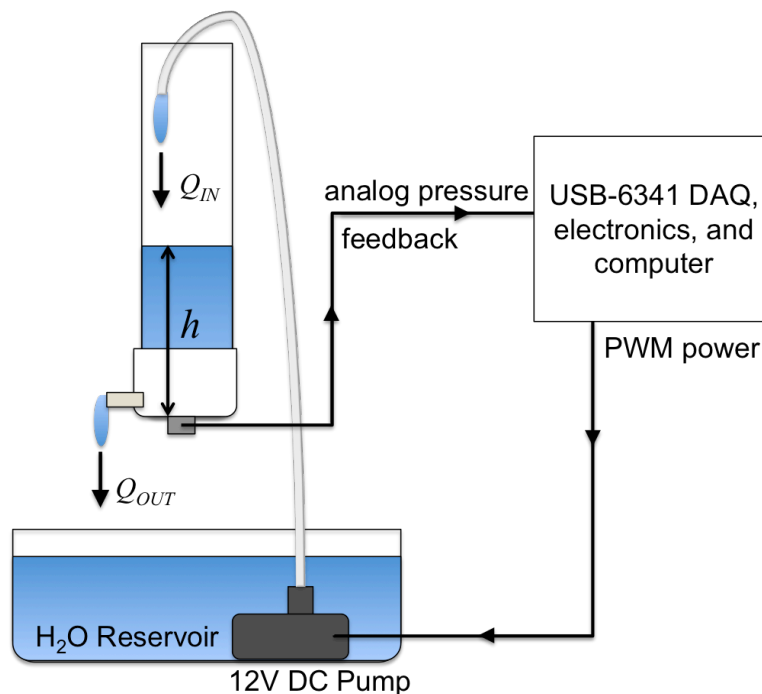 Q_IN
analog pressure
feedback
USB-6341 DAQ,
electronics, and
computer
h
PWM power
Q_OUT
H₂O Reservoir
12V DC Pump